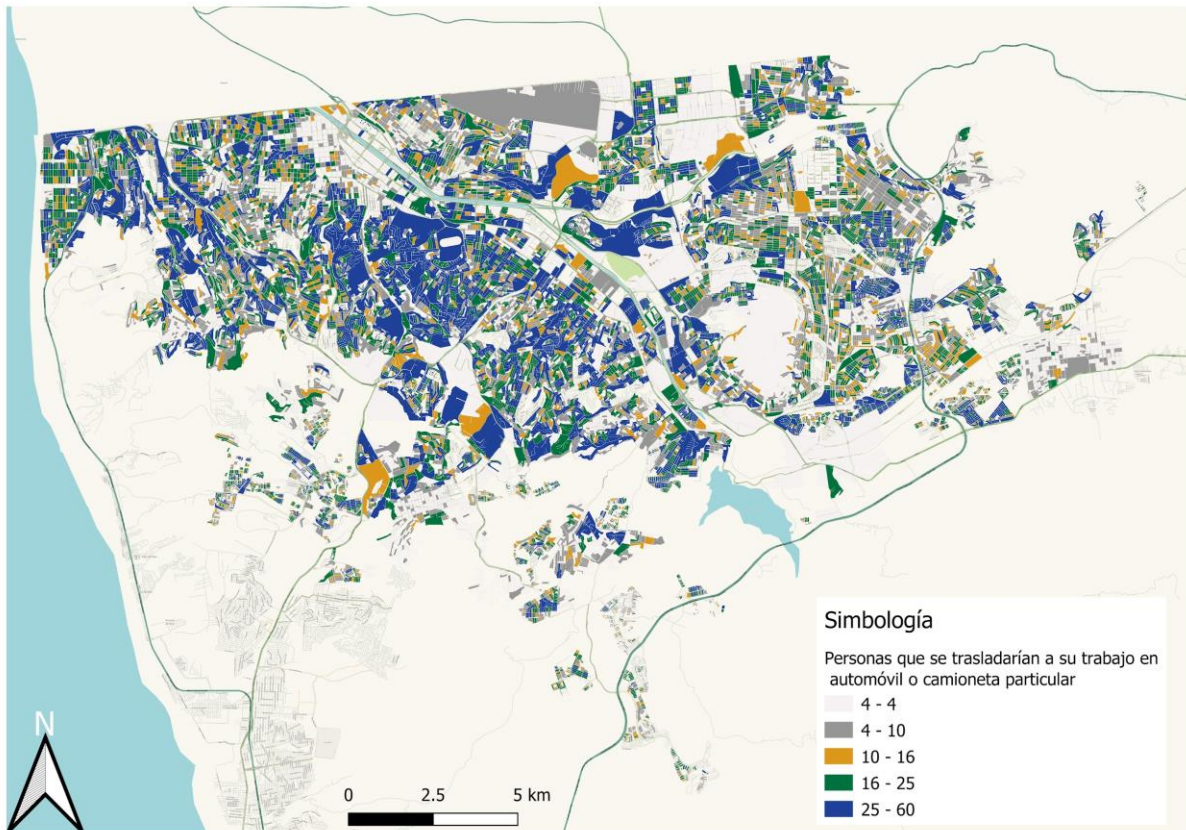 Simbología
Personas que se trasladarían a su trabajo en
automóvil o camioneta particular
4 - 4
4 - 10
10 - 16
16 - 25
25 - 60
N
0 2.5 5 km